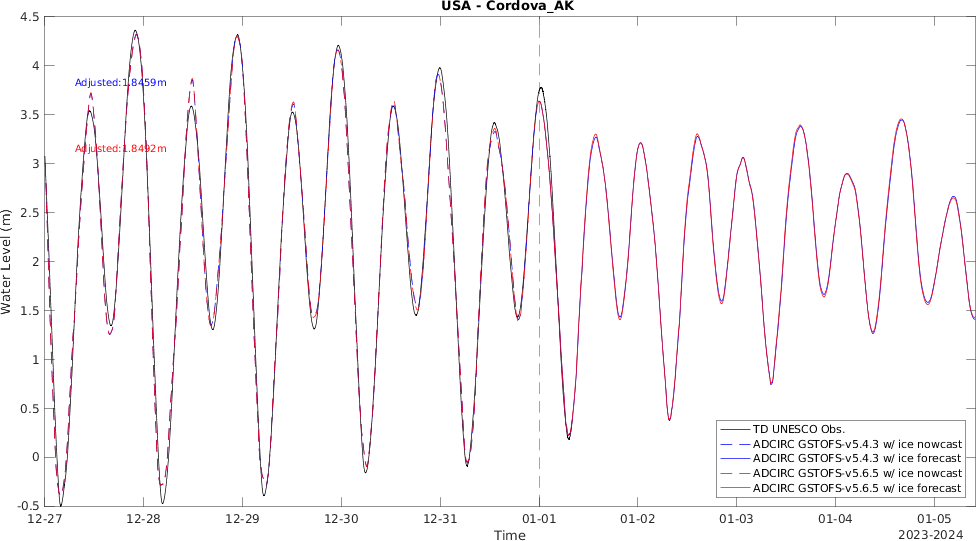 USA - Cordova_AK
4.5
4
3.5
3
2.5
2
1.5
1
0.5
0
-0.5
Water Level (m)
Adjusted:1.8459m
Adjusted:1.8492m
TD UNESCO Obs.
ADCIRC GSTOFS-v5.4.3 w/ ice nowcast
ADCIRC GSTOFS-v5.4.3 w/ ice forecast
ADCIRC GSTOFS-v5.6.5 w/ ice nowcast
ADCIRC GSTOFS-v5.6.5 w/ ice forecast
12-27 12-28 12-29 12-30 12-31 01-01 01-02 01-03 01-04 01-05
Time
2023-2024